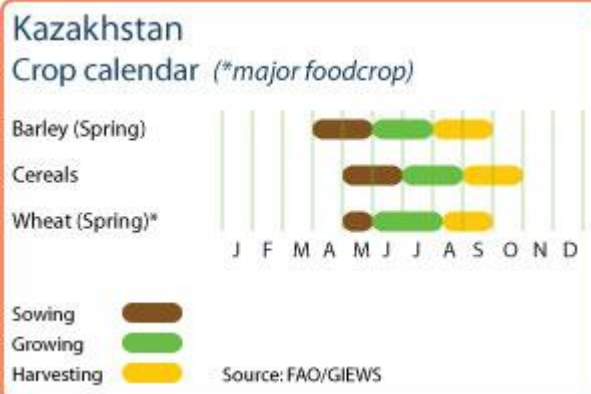 Kazakhstan
Crop calendar (*major foodcrop)
Barley (Spring)
Cereals
Wheat (Spring)*
J F M A M J J A S O N D
Sowing
Growing
Harvesting Source: FAO/GIEWS